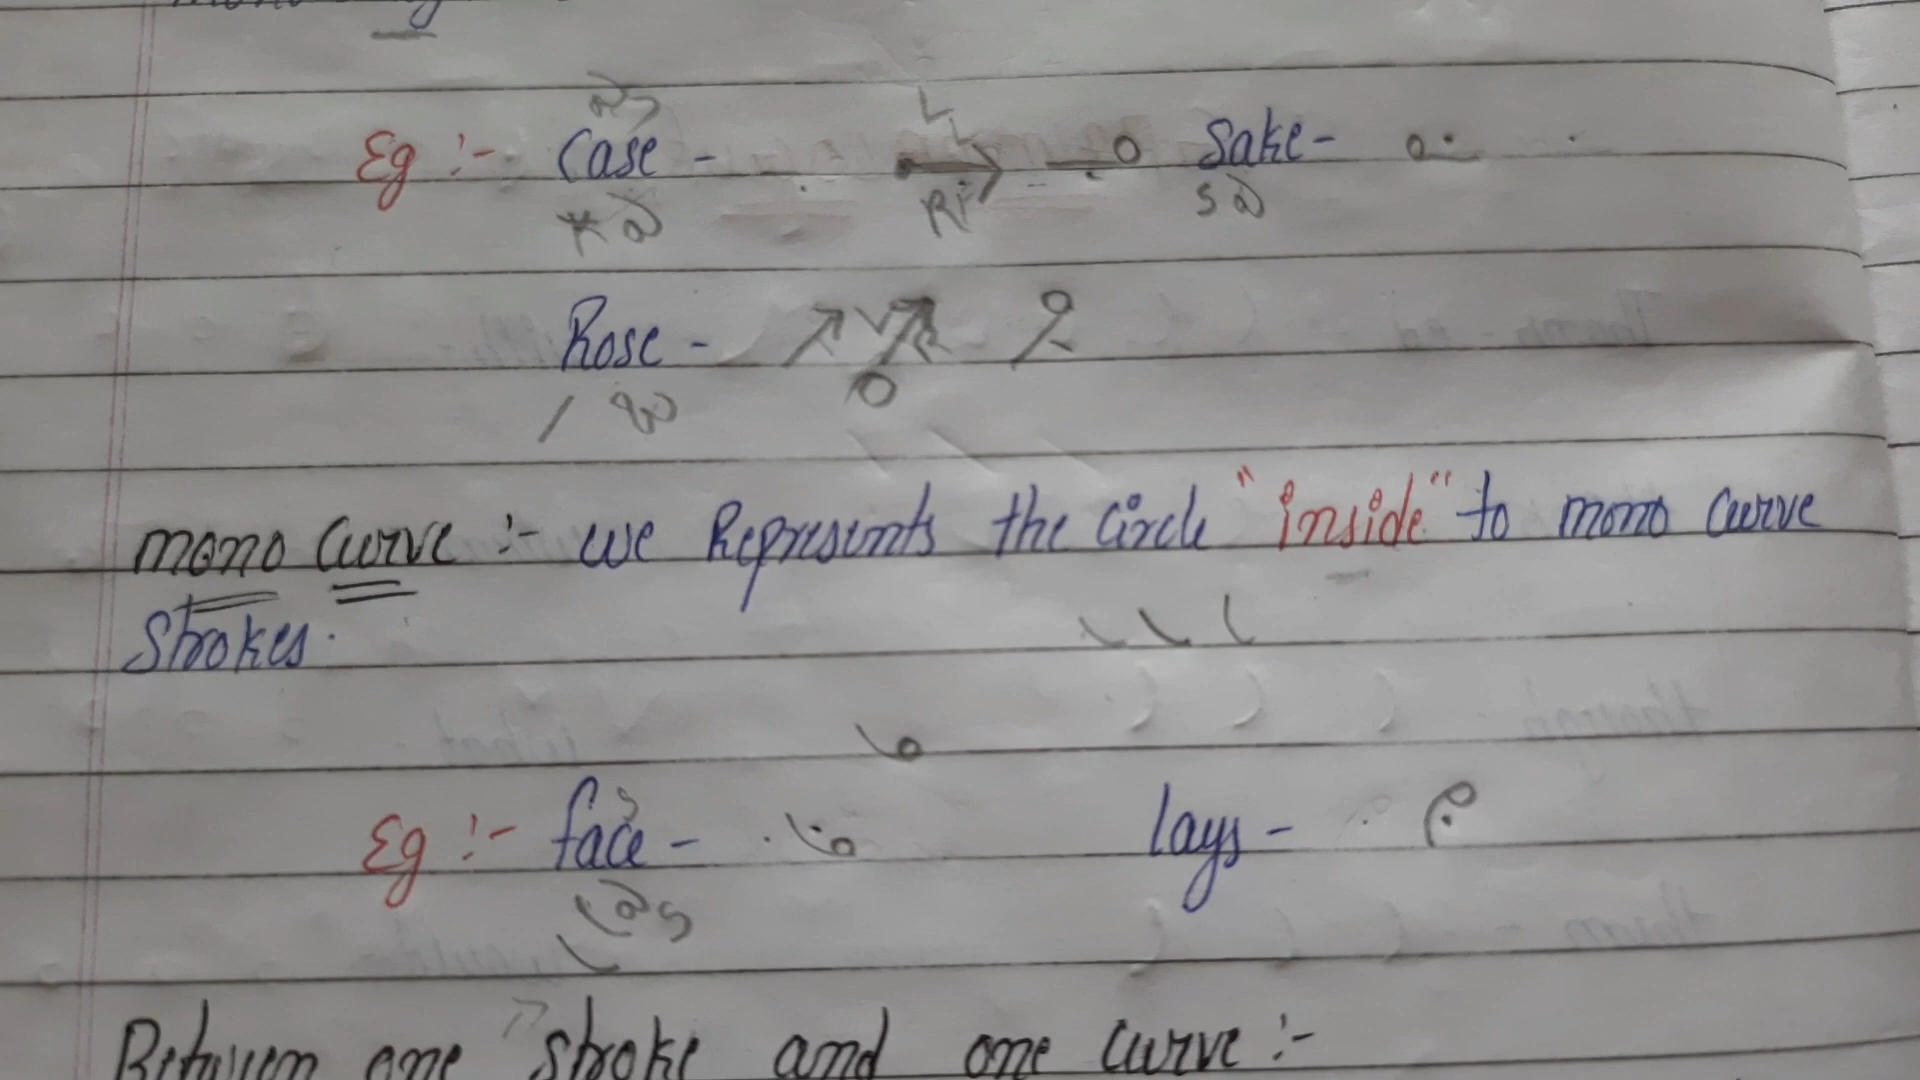 Eg :- Case - Sake -
Rose -
mono Curve :- we Represents the Circle "inside" to mono Curve
Strokes.
Eg :- face - lays -
Between one stroke and one curve :-